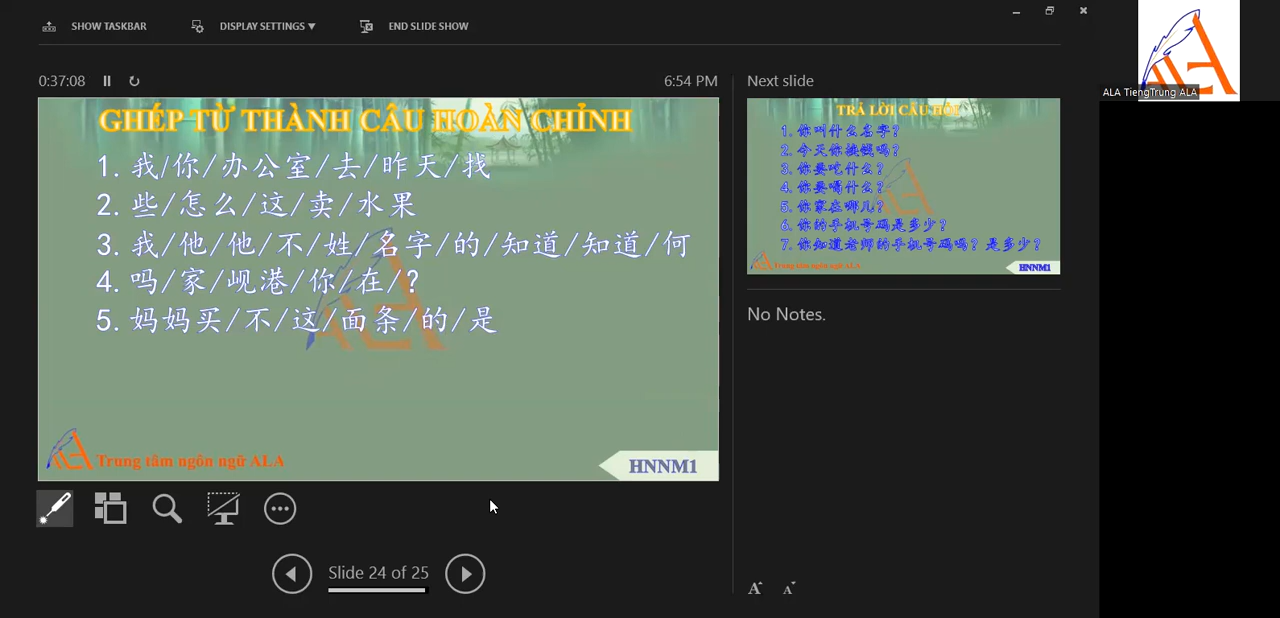 SHOW TASKBAR
DISPLAY SETTINGS ▼
END SLIDE SHOW
0:37:08
6:54 PM
GHÉP TỪ THÀNH CÂU HOÀN CHỈNH
1. 我/你/办公室/去/昨天/找
2. 些/怎么/这/卖/水果
3. 我/他/他/不/姓/名字/的/知道/知道/何
4. 吗/家/岘港/你/在/?
5. 妈妈买/不/这/面条/的/是
Trung tâm ngôn ngữ ALA
HNNM1
Slide 24 of 25
Next slide
TRẢ LỜI CÂU HỎI
1. 你叫什么名字?
2. 今天你换钱吗?
3. 你要吃什么?
4. 你要喝什么?
5. 你家在哪儿?
6. 你的手机号码是多少?
7. 你知道老师的手机号码吗? 是多少?
Trung tâm ngôn ngữ ALA
HNNM1
No Notes.
ALA TiengTrung ALA